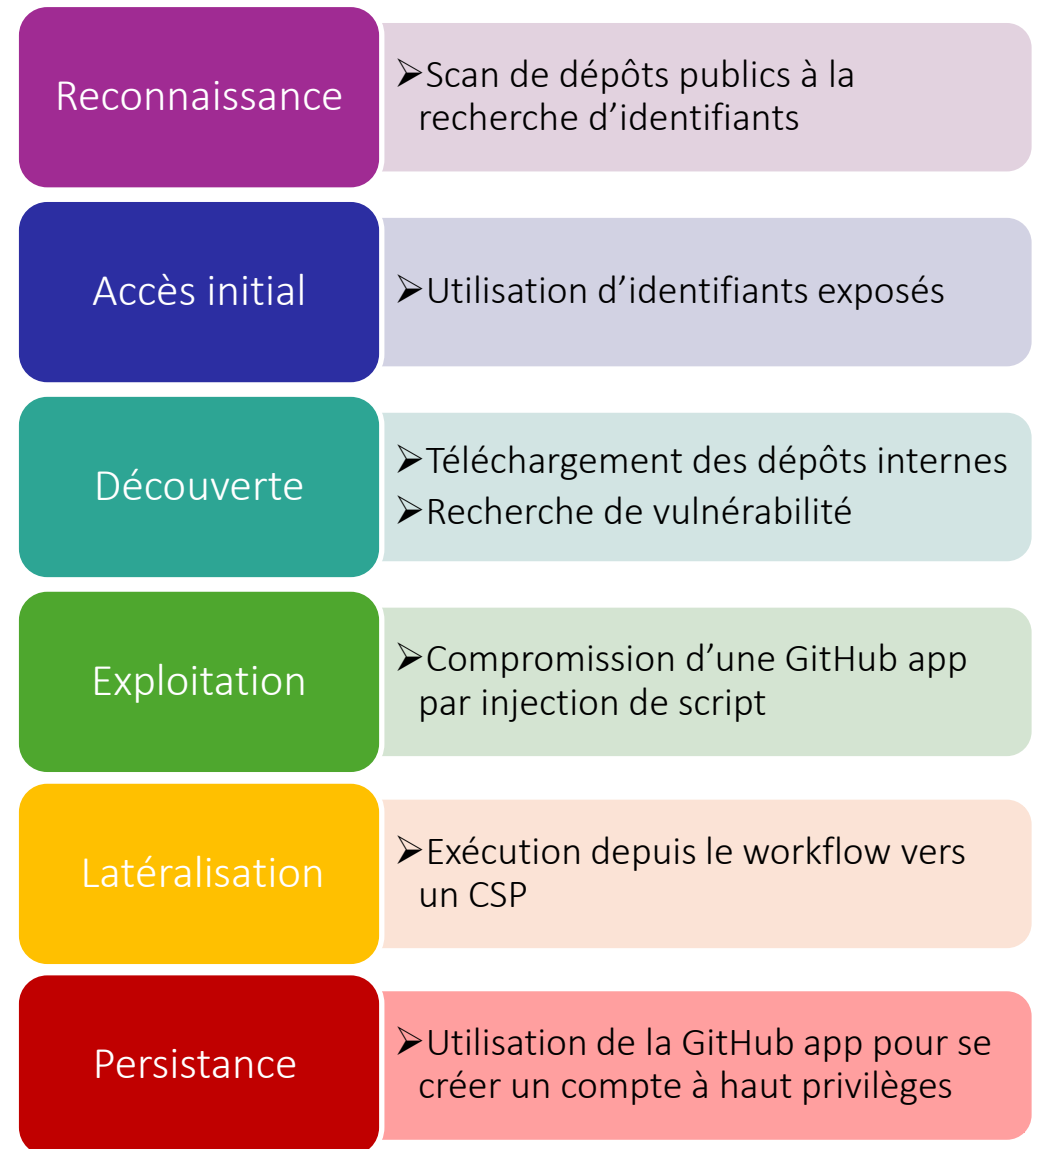 Reconnaissance
➢Scan de dépôts publics à la
recherche d’identifiants
Accès initial
➢Utilisation d’identifiants exposés
Découverte
➢Téléchargement des dépôts internes
➢Recherche de vulnérabilité
Exploitation
➢Compromission d’une GitHub app
par injection de script
Latéralisation
➢Exécution depuis le workflow vers
un CSP
Persistance
➢Utilisation de la GitHub app pour se
créer un compte à haut privilèges